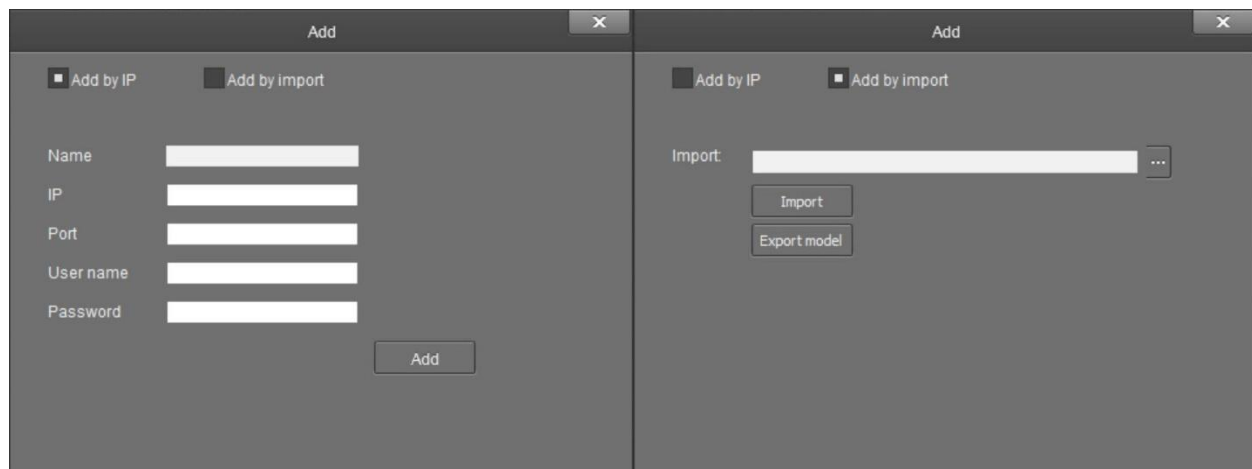 Add
Add by IP Add by import
Name
IP
Port
User name
Password
Add
Add
Add by IP Add by import
Import:
...
Import
Export model